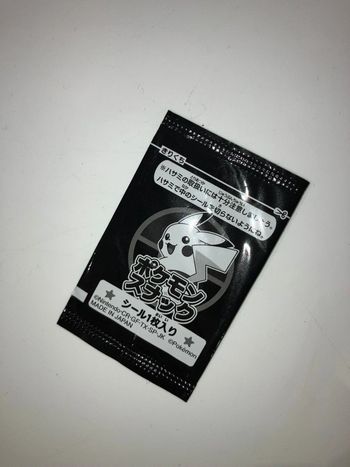 きりぐち
※ハサミの取扱いには十分注意しましょう。
ハサミで中のシールを切らないようにね。
ポケモン
スナック
シール1枚入り
©Nintendo・CR・GF・TX・SP・JK ©Pokémon
MADE IN JAPAN